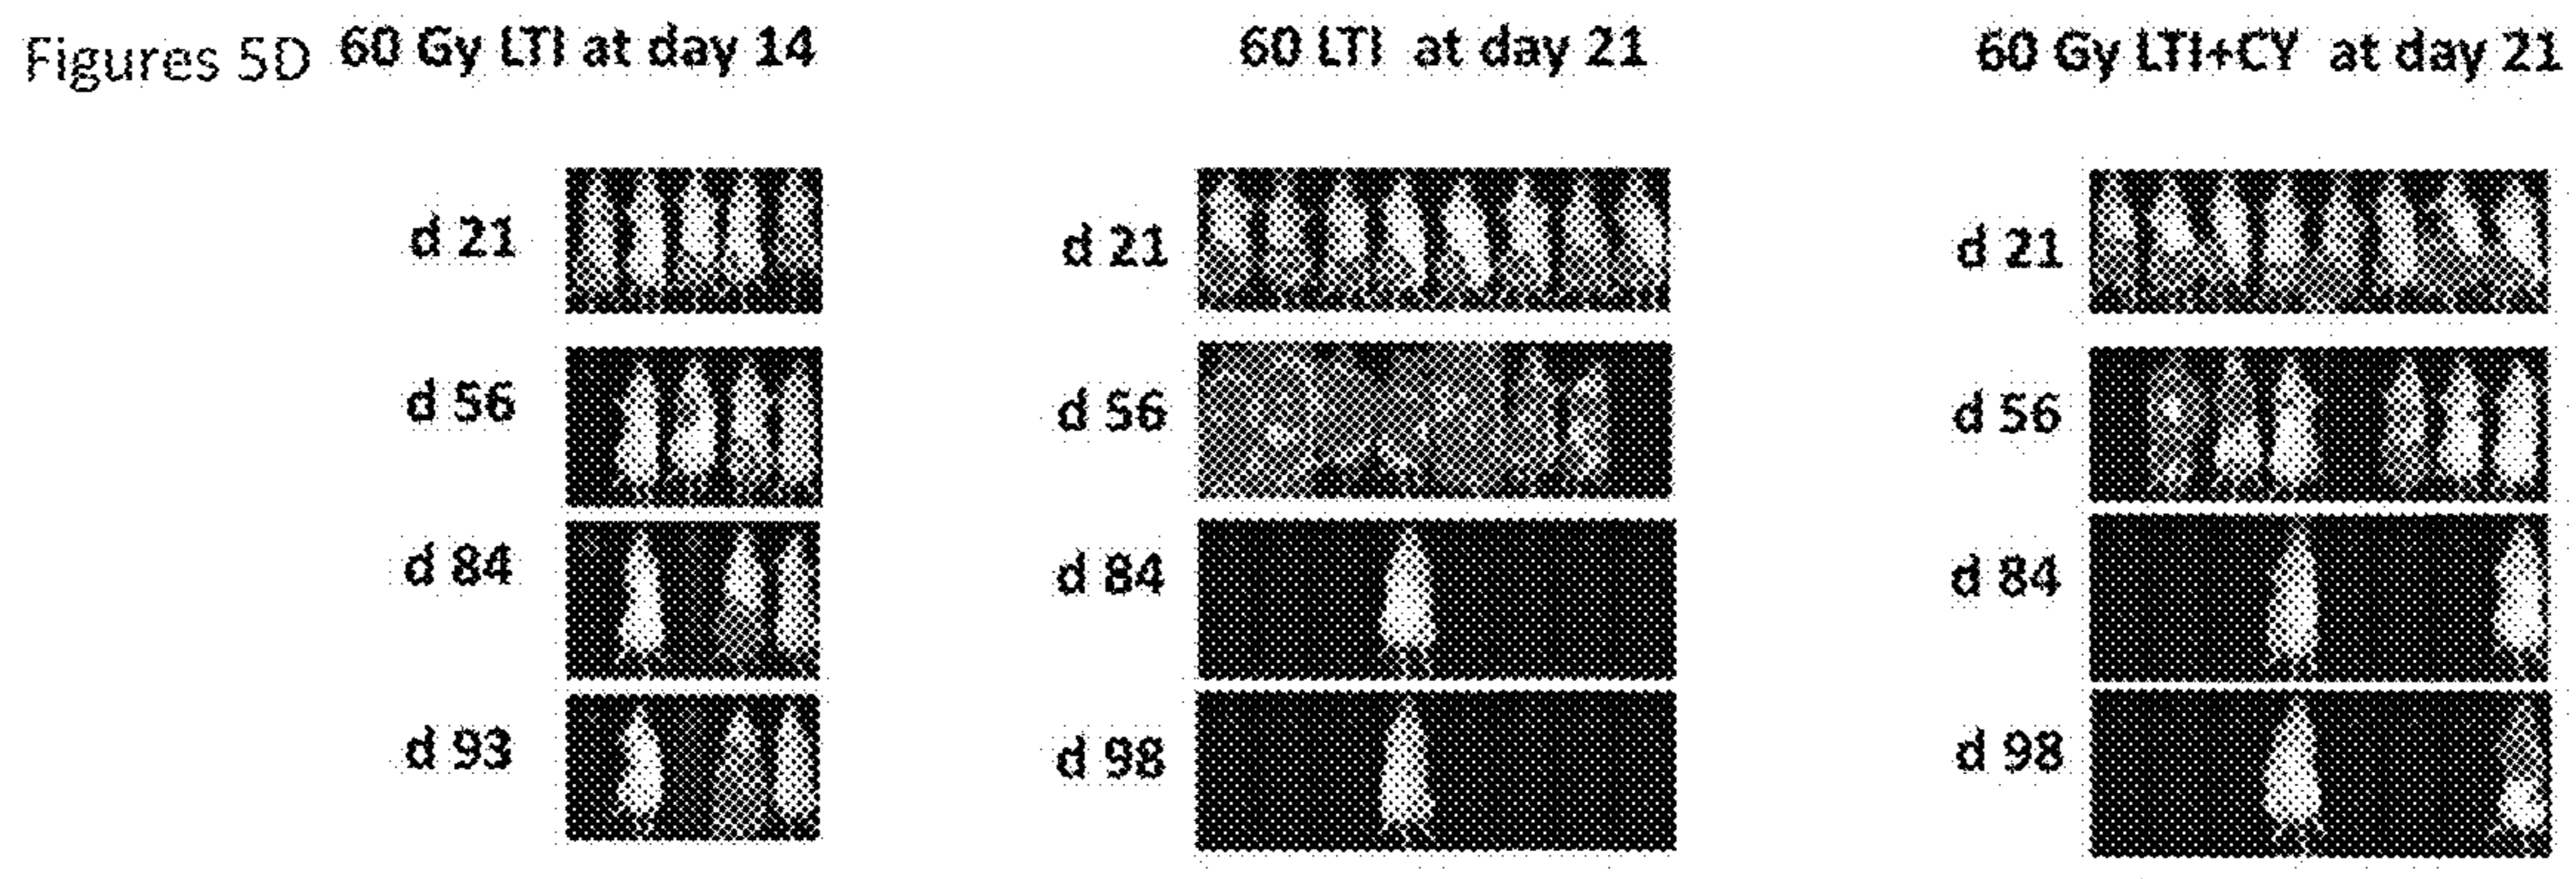 Figures 5D 60 Gy LTI at day 14 60 LTI at day 21 60 Gy LTI+CY at day 21
d 21 d 21 d 21
d 56 d 56 d 56
d 84 d 84 d 84
d 93 d 98 d 98